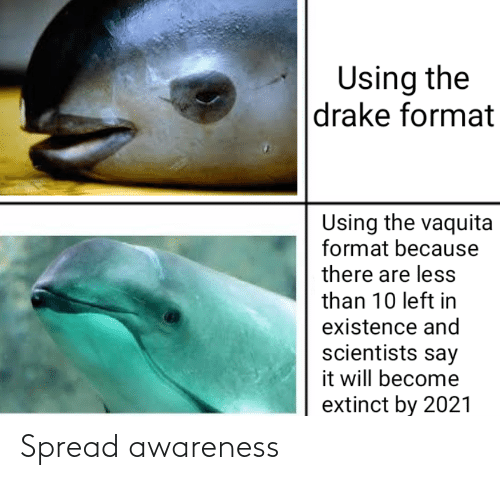 Using the
drake format
Using the vaquita
format because
there are less
than 10 left in
existence and
scientists say
it will become
extinct by 2021
Spread awareness